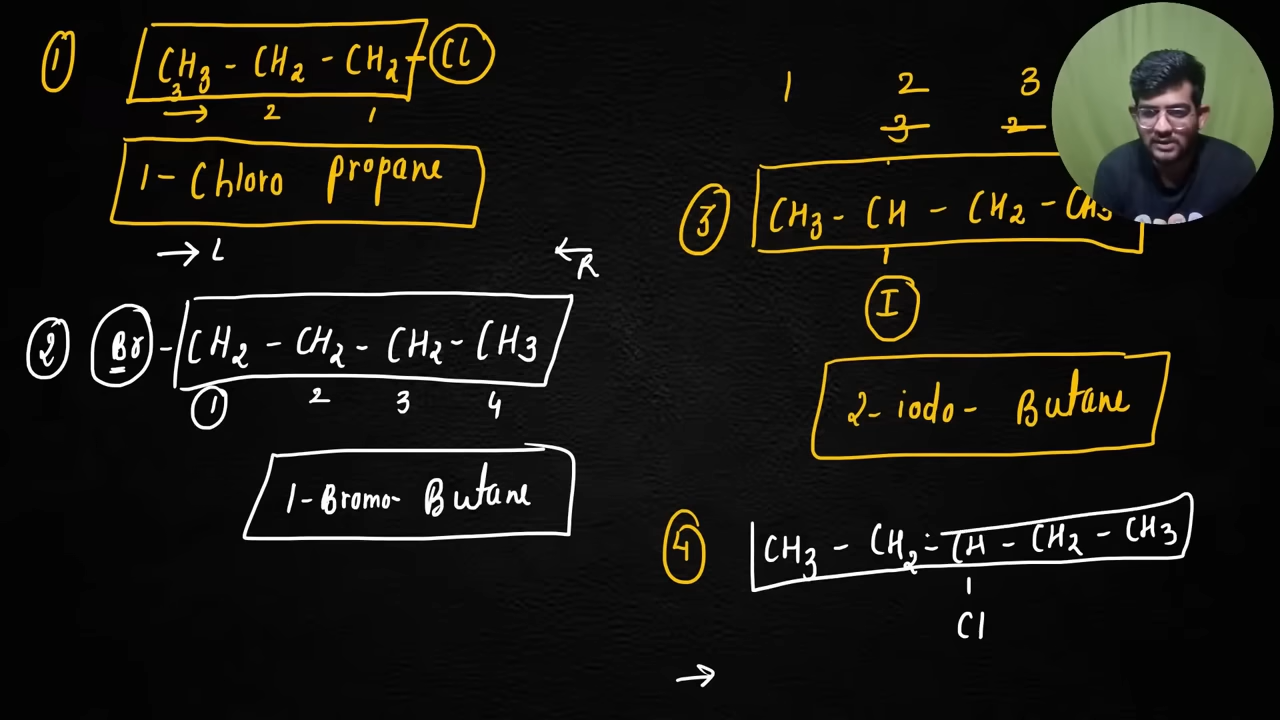 ① CH3 - CH2 - CH2 - Cl
3 2 1
1- Chloro propane
→ L ← R
② Br - CH2 - CH2 - CH2 - CH3
① 2 3 4
1-Bromo- Butane
1 2 3
3 2
③ CH3 - CH - CH2 - CH3
I
2- iodo- Butane
④ CH3 - CH2 - CH - CH2 - CH3
Cl
→